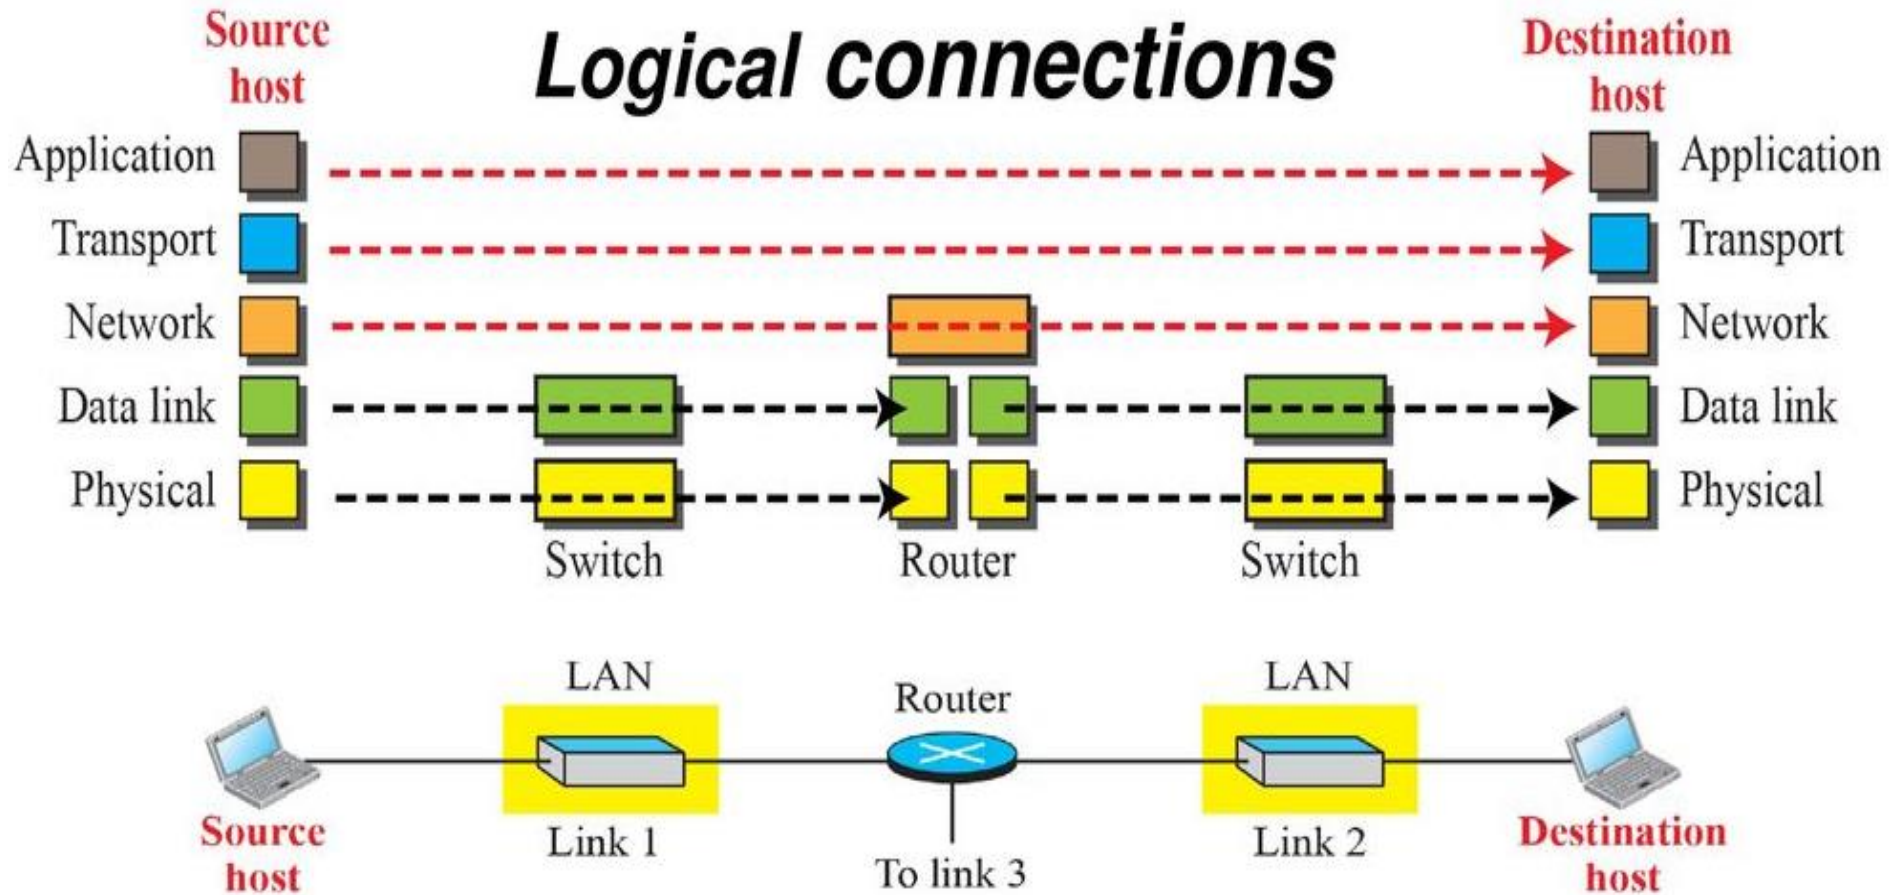 Source
host
Logical connections
Destination
host
Application
Application
Transport
Transport
Network
Network
Data link
Data link
Physical
Physical
Switch
Router
Switch
LAN
Router
LAN
Source
host
Link 1
To link 3
Link 2
Destination
host